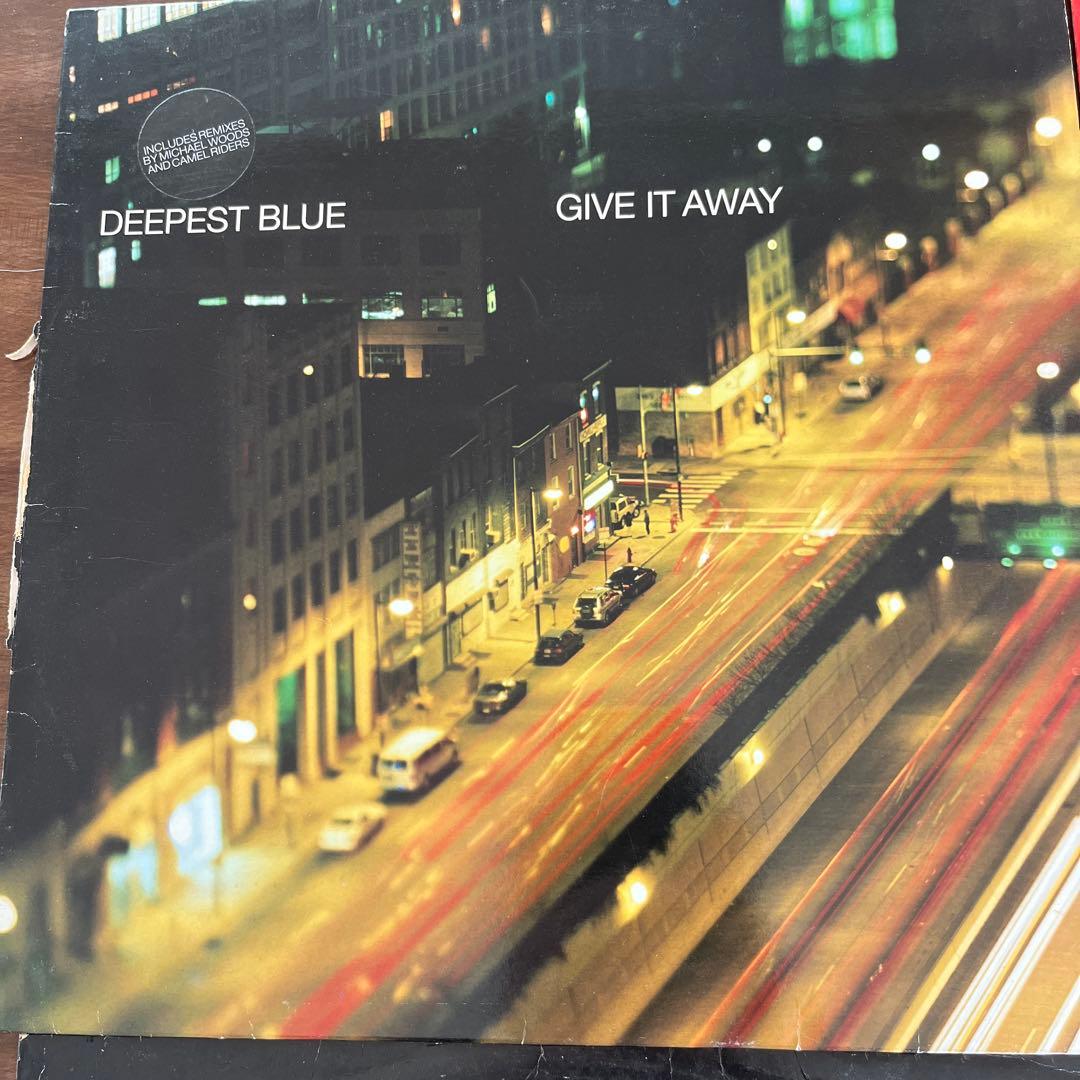 INCLUDES REMIXES
BY MICHAEL WOODS
AND CAMEL RIDERS
DEEPEST BLUE
GIVE IT AWAY